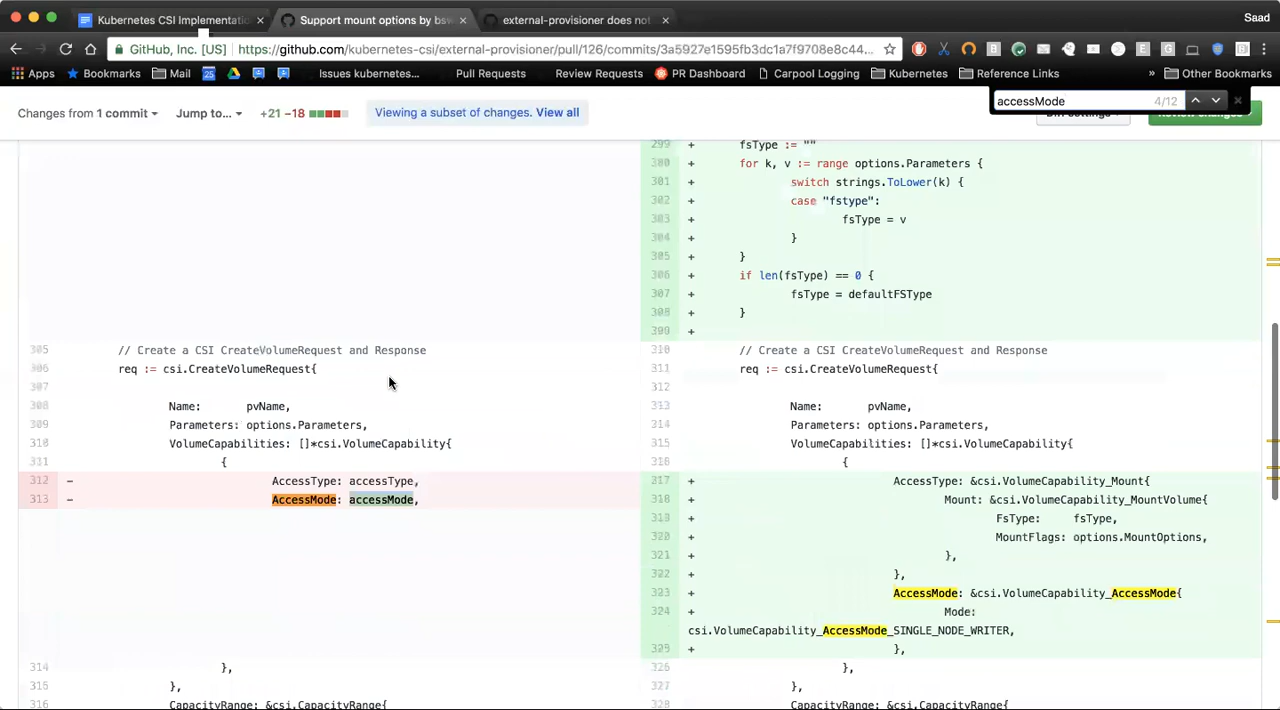 Kubernetes CSI Implementatio
Support mount options by bsw
external-provisioner does not
Saad
GitHub, Inc. [US]
https://github.com/kubernetes-csi/external-provisioner/pull/126/commits/3a5927e1595fb3dc1a7f9708e8c44...
Apps
Bookmarks
Mail
Issues kubernetes...
Pull Requests
Review Requests
PR Dashboard
Carpool Logging
Kubernetes
Reference Links
»
Other Bookmarks
accessMode
4/12
Changes from 1 commit
Jump to...
+21 −18
Viewing a subset of changes. View all
+ fsType := ""
+ for k, v := range options.Parameters {
301 + switch strings.ToLower(k) {
302 + case "fstype":
303 + fsType = v
304 + }
305 + }
306 + if len(fsType) == 0 {
307 + fsType = defaultFSType
308 + }
+
305 // Create a CSI CreateVolumeRequest and Response
306 req := csi.CreateVolumeRequest{
307
308 Name: pvName,
309 Parameters: options.Parameters,
310 VolumeCapabilities: []*csi.VolumeCapability{
311 {
312 − AccessType: accessType,
313 − AccessMode: accessMode,
314 },
315 },
316 CapacityRange: &csi.CapacityRange{
310 // Create a CSI CreateVolumeRequest and Response
311 req := csi.CreateVolumeRequest{
312
313 Name: pvName,
314 Parameters: options.Parameters,
315 VolumeCapabilities: []*csi.VolumeCapability{
316 {
317 + AccessType: &csi.VolumeCapability_Mount{
318 + Mount: &csi.VolumeCapability_MountVolume{
319 + FsType: fsType,
320 + MountFlags: options.MountOptions,
321 + },
322 + },
323 + AccessMode: &csi.VolumeCapability_AccessMode{
324 + Mode:
csi.VolumeCapability_AccessMode_SINGLE_NODE_WRITER,
325 + },
326 },
327 },
328 CapacityRange: &csi.CapacityRange{